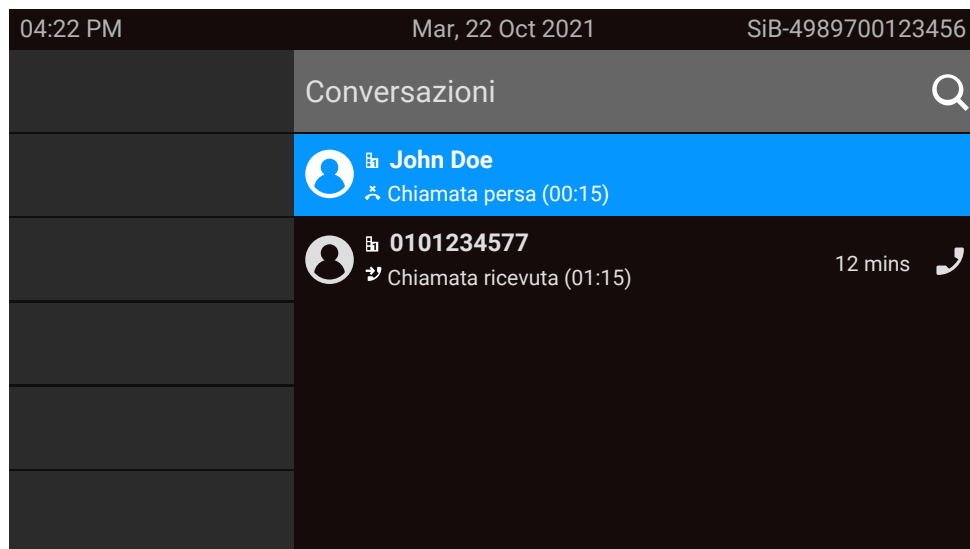 04:22 PM Mar, 22 Oct 2021 SiB-4989700123456
Conversazioni
John Doe
Chiamata persa (00:15)
0101234577
Chiamata ricevuta (01:15) 12 mins